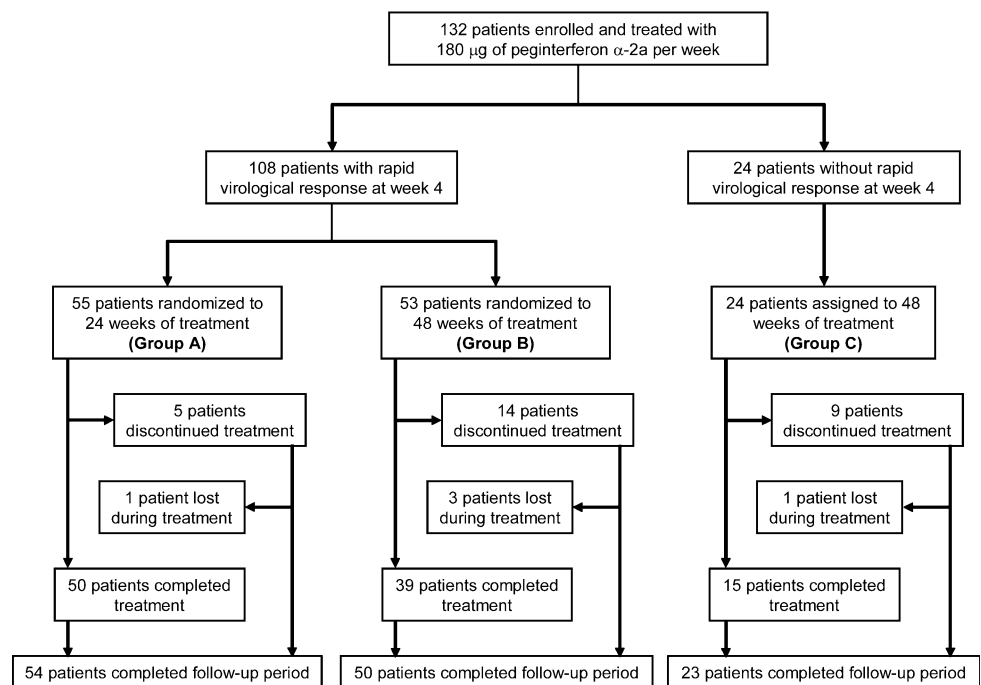 132 patients enrolled and treated with
180 μg of peginterferon α-2a per week
108 patients with rapid
virological response at week 4
24 patients without rapid
virological response at week 4
55 patients randomized to
24 weeks of treatment
(Group A)
53 patients randomized to
48 weeks of treatment
(Group B)
24 patients assigned to 48
weeks of treatment
(Group C)
5 patients
discontinued treatment
14 patients
discontinued treatment
9 patients
discontinued treatment
1 patient lost
during treatment
3 patients lost
during treatment
1 patient lost
during treatment
50 patients completed
treatment
39 patients completed
treatment
15 patients completed
treatment
54 patients completed follow-up period
50 patients completed follow-up period
23 patients completed follow-up period